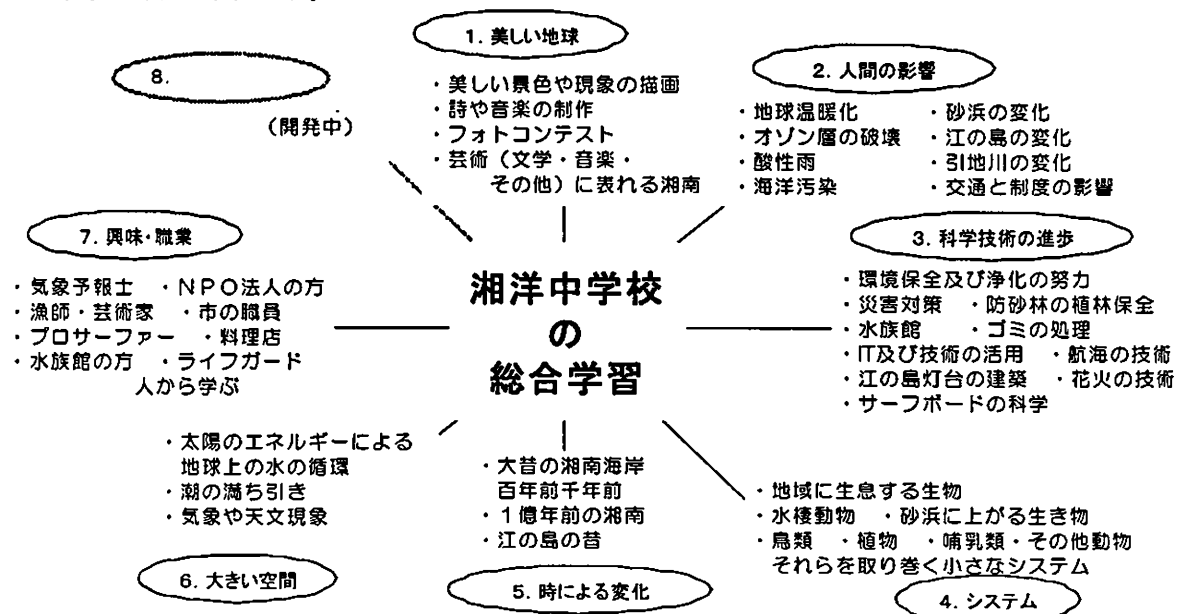 1. 美しい地球
・美しい景色や現象の描画
・詩や音楽の制作
・フォトコンテスト
・芸術（文学・音楽・
その他）に表れる湘南
2. 人間の影響
・地球温暖化　・砂浜の変化
・オゾン層の破壊　・江の島の変化
・酸性雨　・引地川の変化
・海洋汚染　・交通と制度の影響
3. 科学技術の進歩
・環境保全及び浄化の努力
・災害対策　・防砂林の植林保全
・水族館　・ゴミの処理
・IT及び技術の活用　・航海の技術
・江の島灯台の建築　・花火の技術
・サーフボードの科学
・地域に生息する生物
・水棲動物　・砂浜に上がる生き物
・鳥類　・植物　・哺乳類・その他動物
それらを取り巻く小さなシステム
4. システム
・大昔の湘南海岸
百年前千年前
・１億年前の湘南
・江の島の昔
5. 時による変化
・太陽のエネルギーによる
地球上の水の循環
・潮の満ち引き
・気象や天文現象
6. 大きい空間
7. 興味・職業
・気象予報士　・ＮＰＯ法人の方
・漁師・芸術家　・市の職員
・プロサーファー　・料理店
・水族館の方　・ライフガード
人から学ぶ
8.
（開発中）
湘洋中学校
の
総合学習